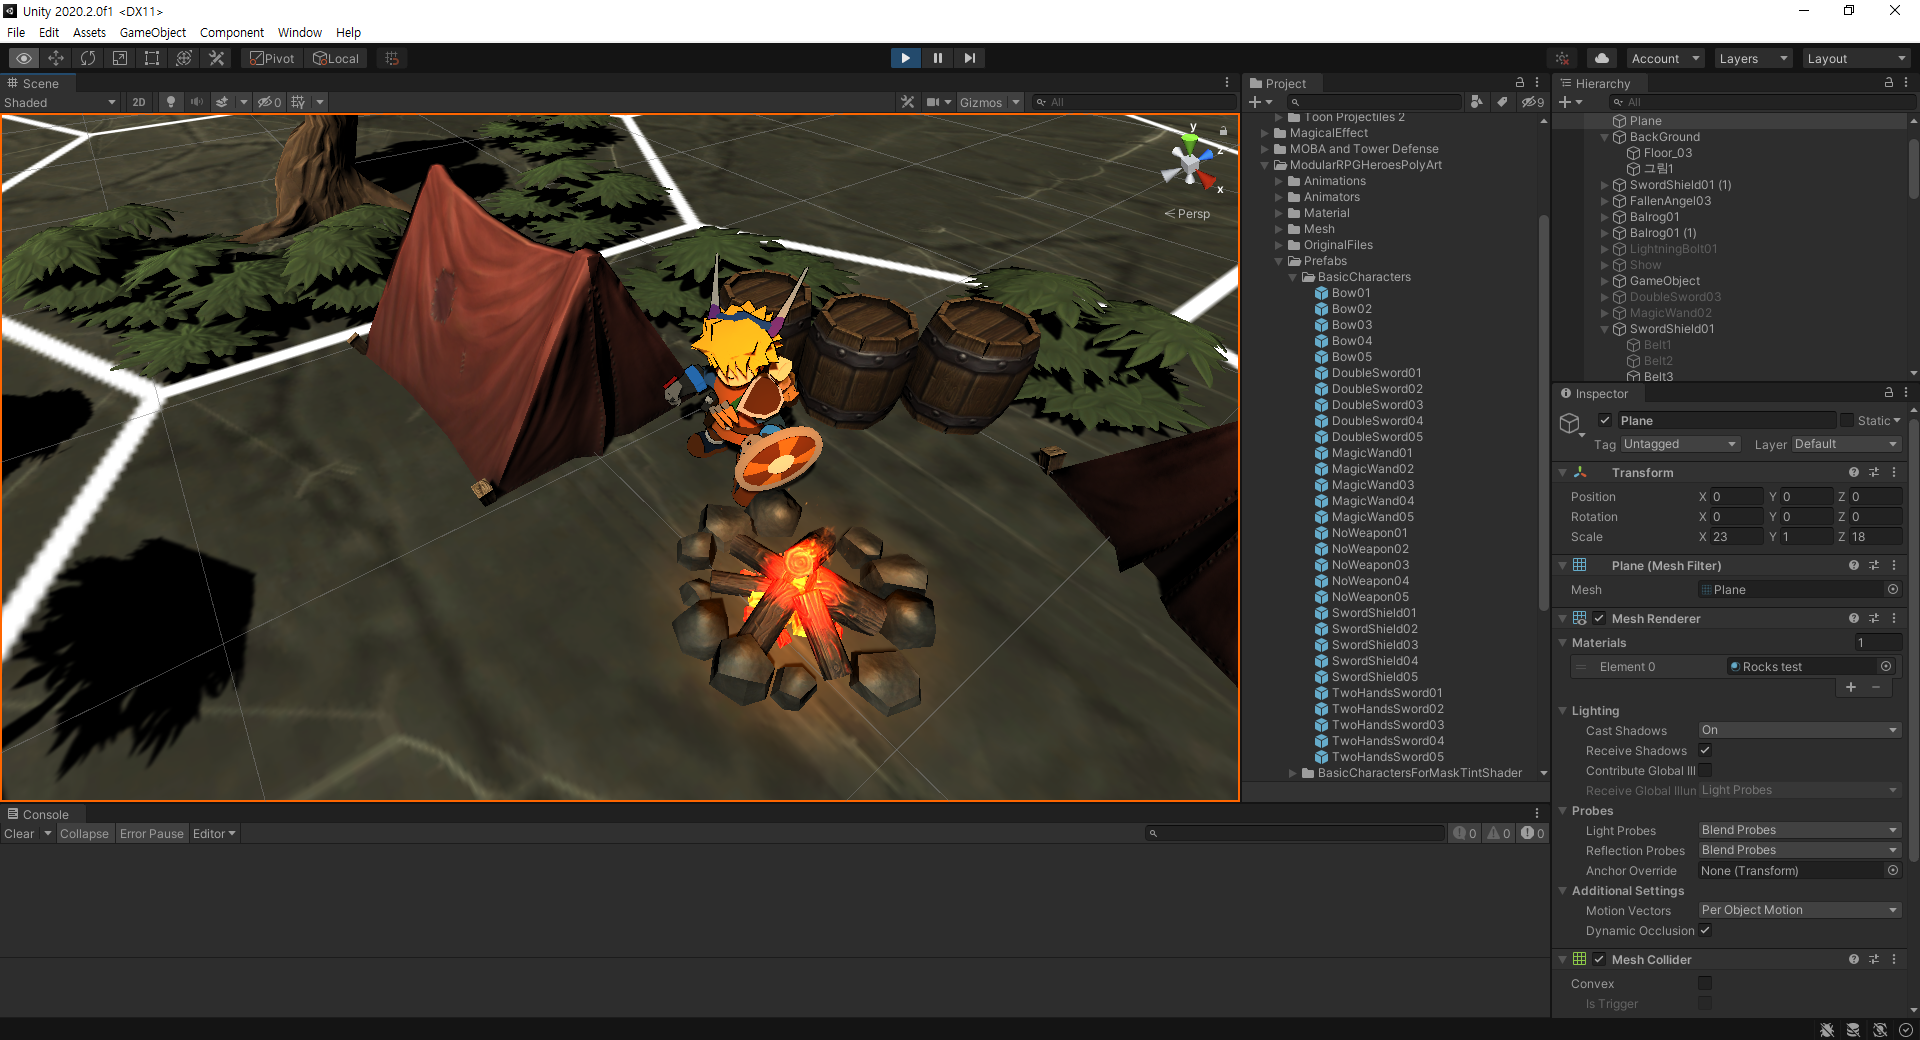 Unity 2020.2.0f1 <DX11>
File Edit Assets GameObject Component Window Help
Pivot Local Account Layers Layout
Scene
Shaded 2D 0 Gizmos All
y
z
x
Persp
Project
9
Toon Projectiles 2
MagicalEffect
MOBA and Tower Defense
ModularRPGHeroesPolyArt
Animations
Animators
Material
Mesh
OriginalFiles
Prefabs
BasicCharacters
Bow01
Bow02
Bow03
Bow04
Bow05
DoubleSword01
DoubleSword02
DoubleSword03
DoubleSword04
DoubleSword05
MagicWand01
MagicWand02
MagicWand03
MagicWand04
MagicWand05
NoWeapon01
NoWeapon02
NoWeapon03
NoWeapon04
NoWeapon05
SwordShield01
SwordShield02
SwordShield03
SwordShield04
SwordShield05
TwoHandsSword01
TwoHandsSword02
TwoHandsSword03
TwoHandsSword04
TwoHandsSword05
BasicCharactersForMaskTintShader
Hierarchy
All
Plane
BackGround
Floor_03
그림1
SwordShield01 (1)
FallenAngel03
Balrog01
Balrog01 (1)
LightningBolt01
Show
GameObject
DoubleSword03
MagicWand02
SwordShield01
Belt1
Belt2
Belt3
Inspector
Plane Static
Tag Untagged Layer Default
Transform
Position X 0 Y 0 Z 0
Rotation X 0 Y 0 Z 0
Scale X 23 Y 1 Z 18
Plane (Mesh Filter)
Mesh Plane
Mesh Renderer
Materials 1
Element 0 Rocks test
Lighting
Cast Shadows On
Receive Shadows
Contribute Global Ill
Receive Global Illun Light Probes
Probes
Light Probes Blend Probes
Reflection Probes Blend Probes
Anchor Override None (Transform)
Additional Settings
Motion Vectors Per Object Motion
Dynamic Occlusion
Mesh Collider
Convex
Is Trigger
Console
Clear Collapse Error Pause Editor 0 0 0